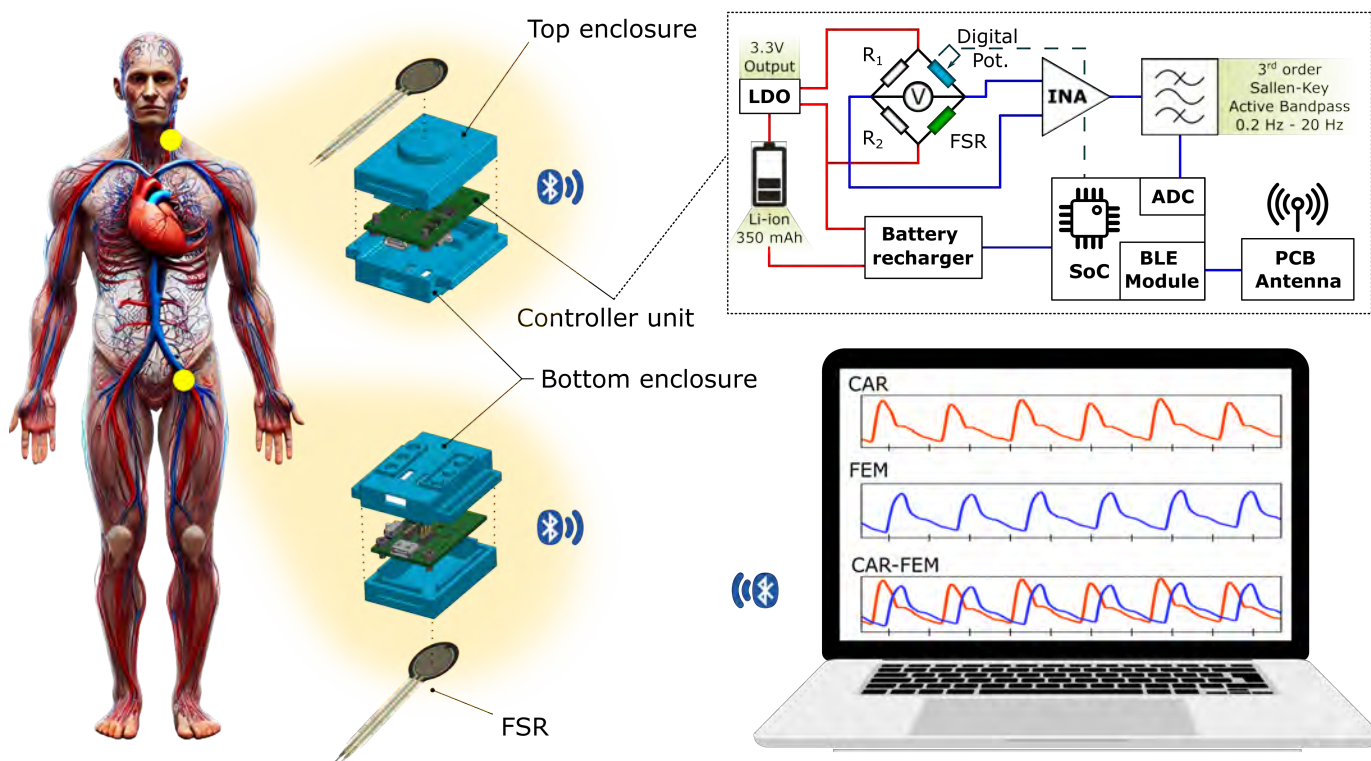 Top enclosure
Controller unit
Bottom enclosure
FSR
3.3V
Output
LDO
R1
Digital
Pot.
V
R2
FSR
INA
3rd order
Sallen-Key
Active Bandpass
0.2 Hz - 20 Hz
Li-ion
350 mAh
Battery
recharger
ADC
SoC
BLE
Module
PCB
Antenna
CAR
FEM
CAR-FEM